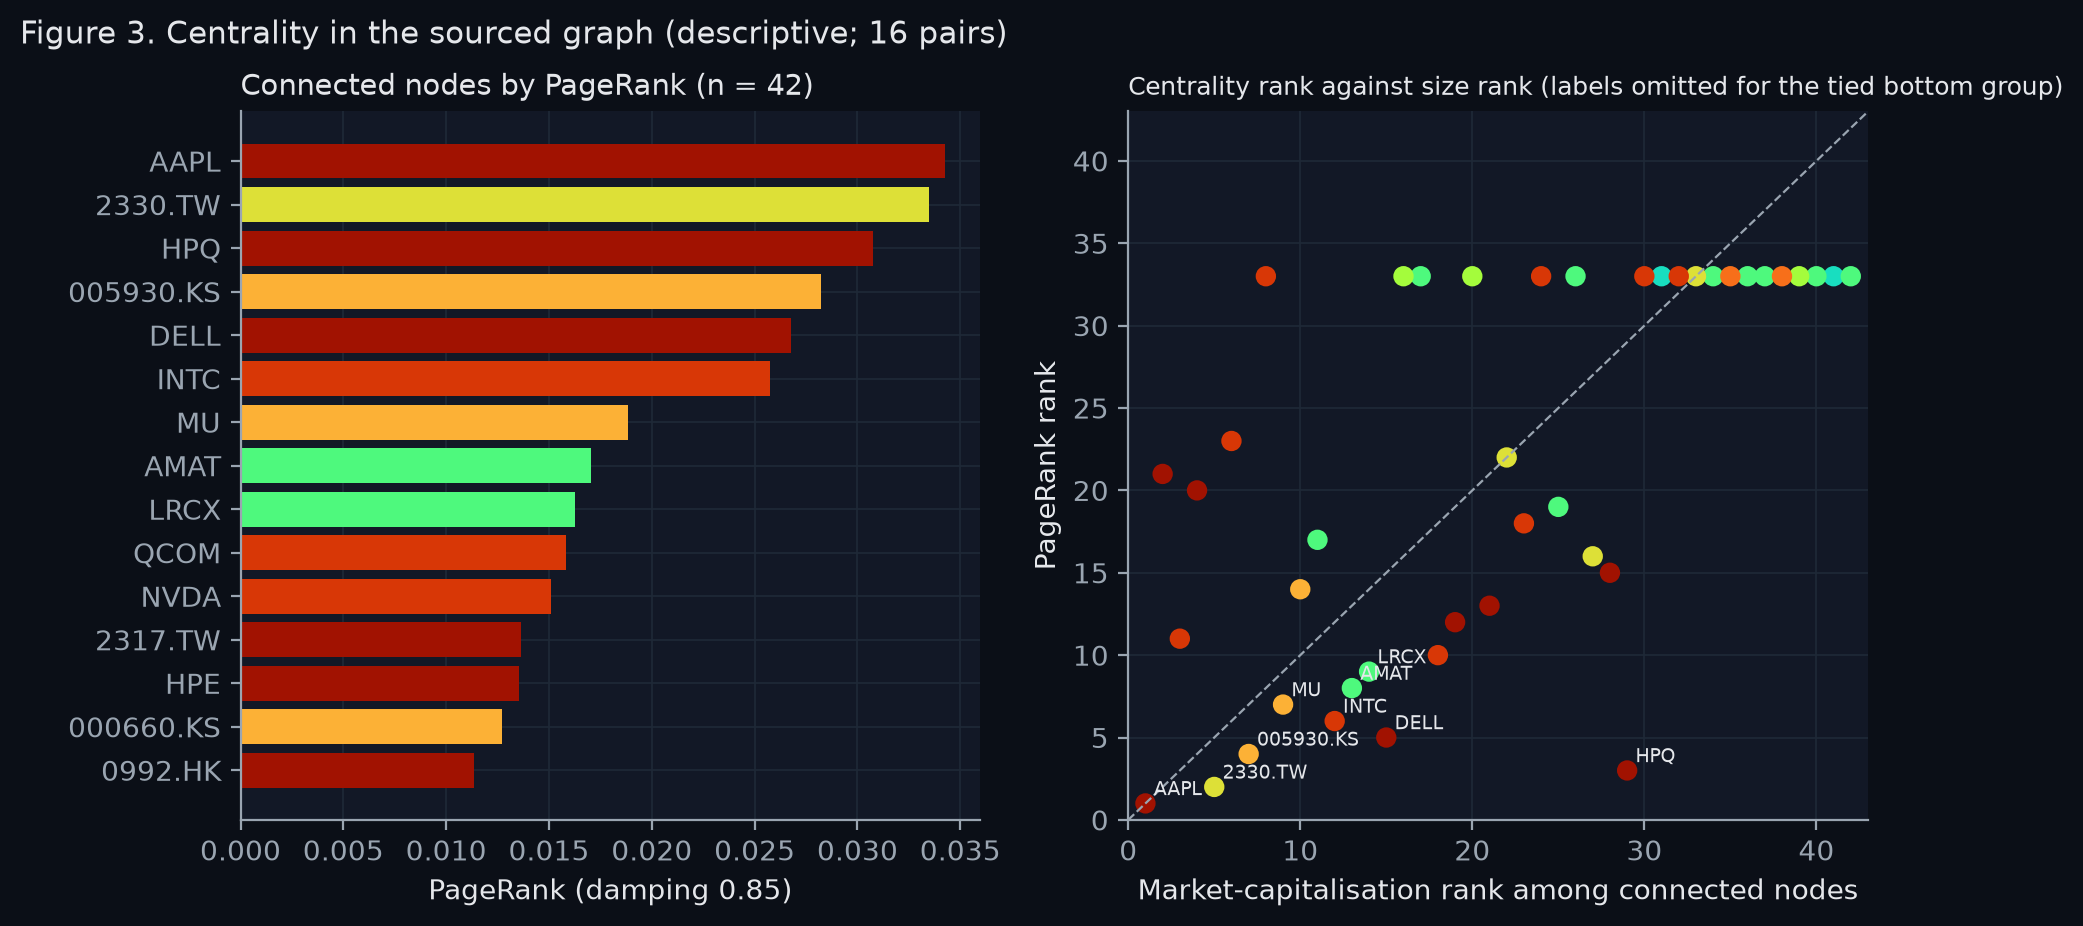 Figure 3. Centrality in the sourced graph (descriptive; 16 pairs)
Connected nodes by PageRank (n = 42)
AAPL
2330.TW
HPQ
005930.KS
DELL
INTC
MU
AMAT
LRCX
QCOM
NVDA
2317.TW
HPE
000660.KS
0992.HK
0.000 0.005 0.010 0.015 0.020 0.025 0.030 0.035
PageRank (damping 0.85)
Centrality rank against size rank (labels omitted for the tied bottom group)
PageRank rank
40
35
30
25
20
15
10
5
0
LRCX
AMAT
MU
INTC
DELL
005930.KS
HPQ
2330.TW
AAPL
0 10 20 30 40
Market-capitalisation rank among connected nodes